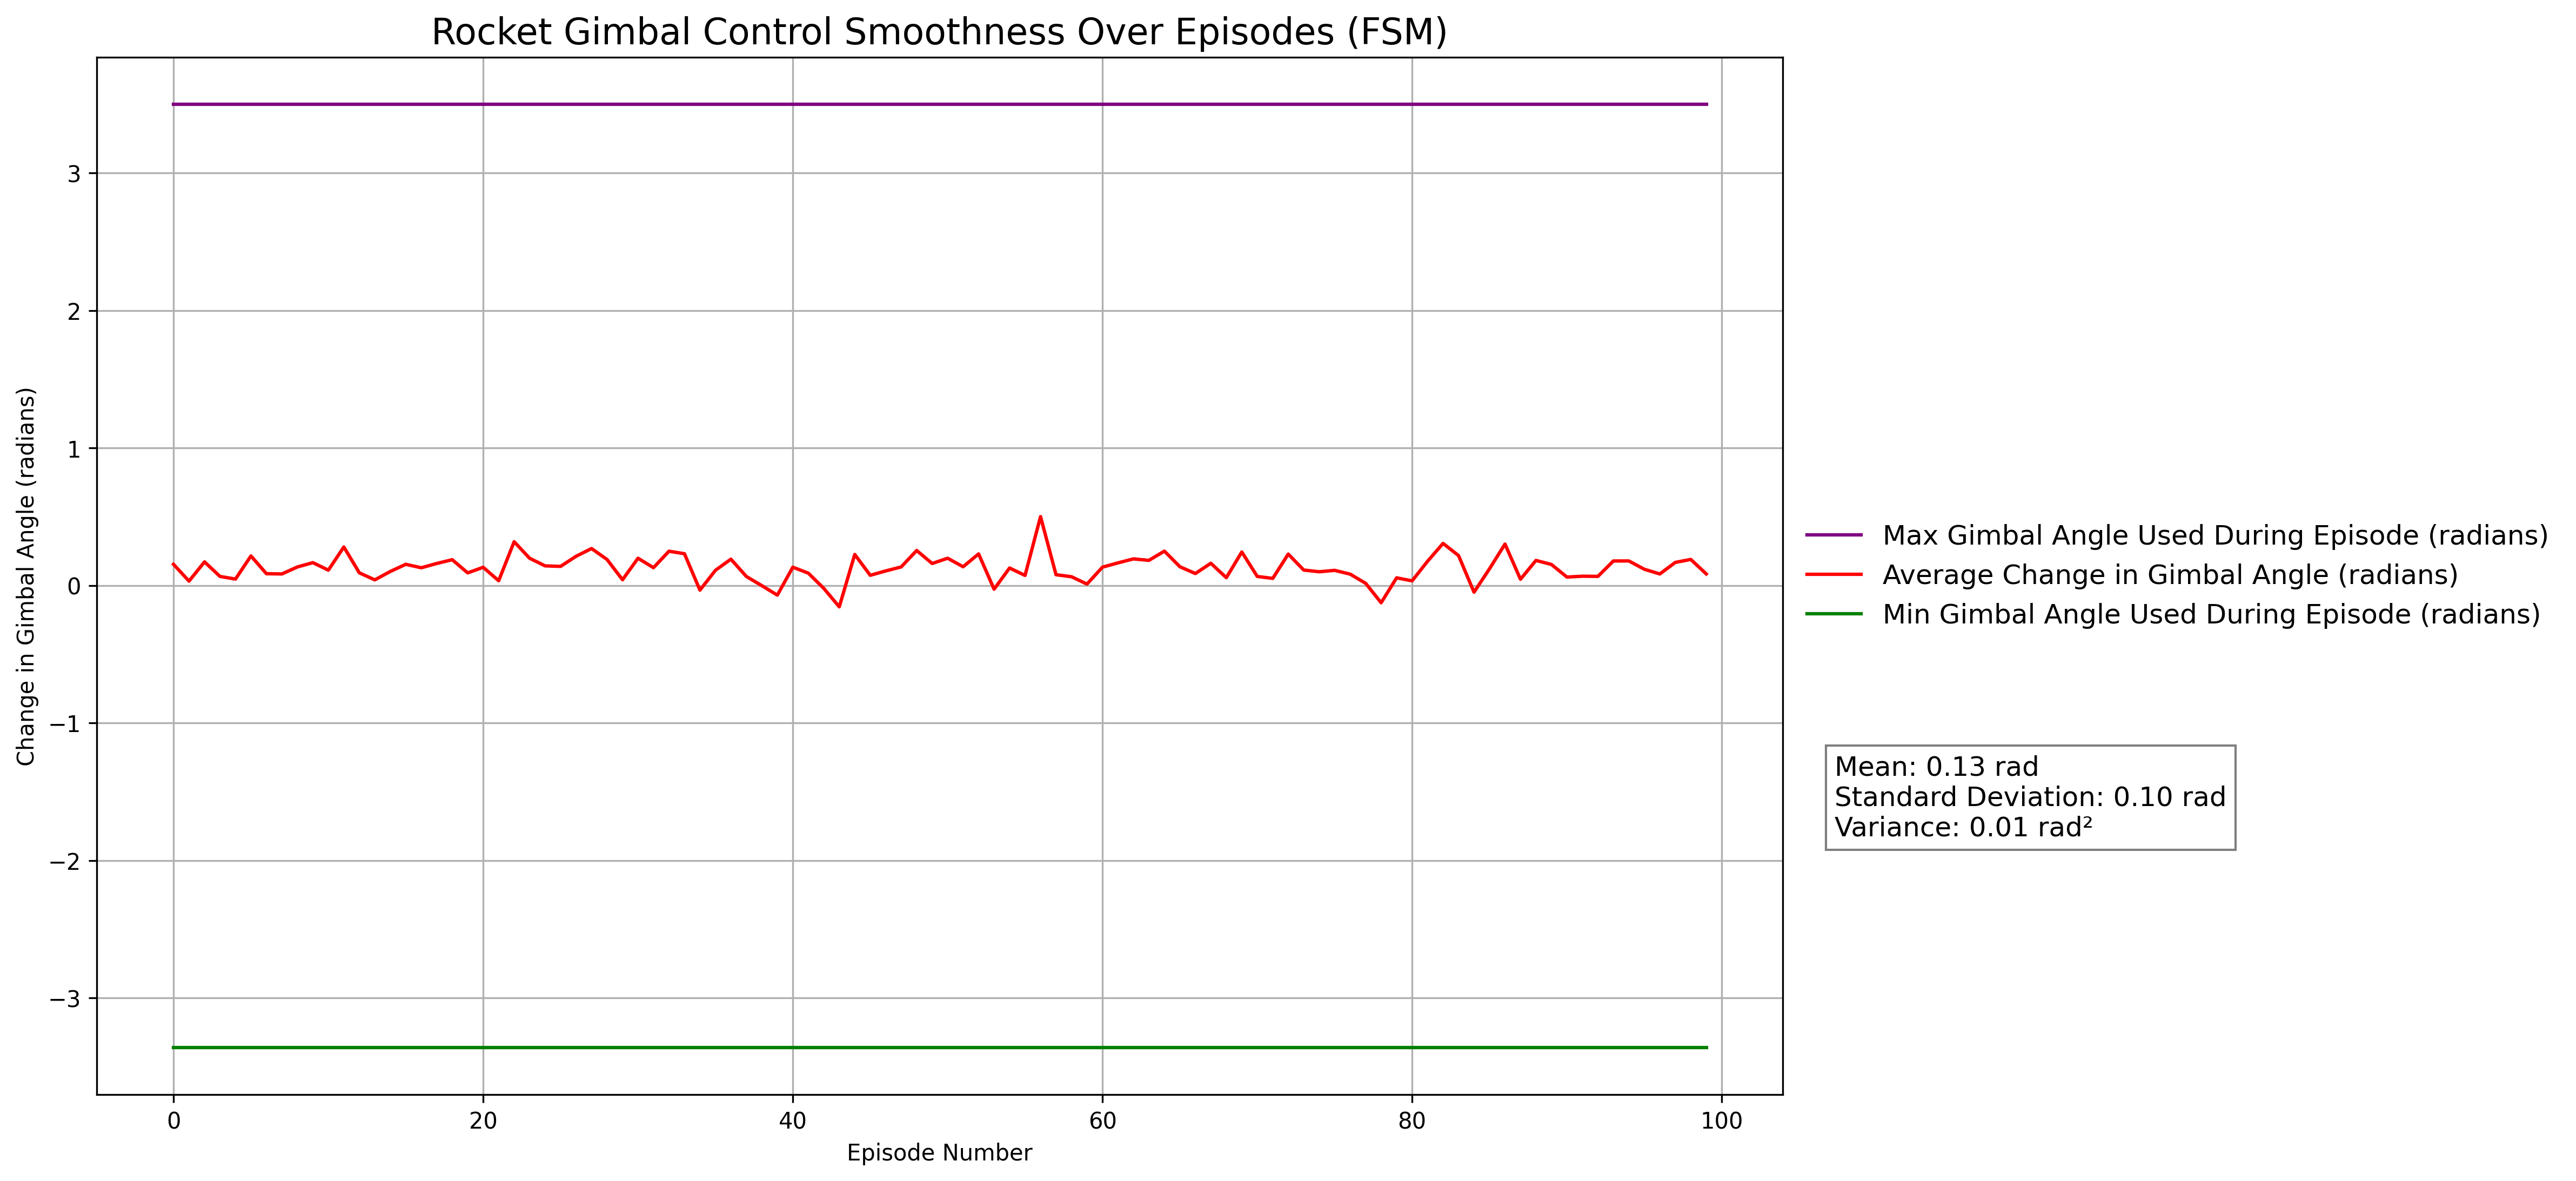 Rocket Gimbal Control Smoothness Over Episodes (FSM)
Change in Gimbal Angle (radians)
3
2
1
0
−1
−2
−3
0
20
40
60
80
100
Episode Number
Max Gimbal Angle Used During Episode (radians)
Average Change in Gimbal Angle (radians)
Min Gimbal Angle Used During Episode (radians)
Mean: 0.13 rad
Standard Deviation: 0.10 rad
Variance: 0.01 rad²